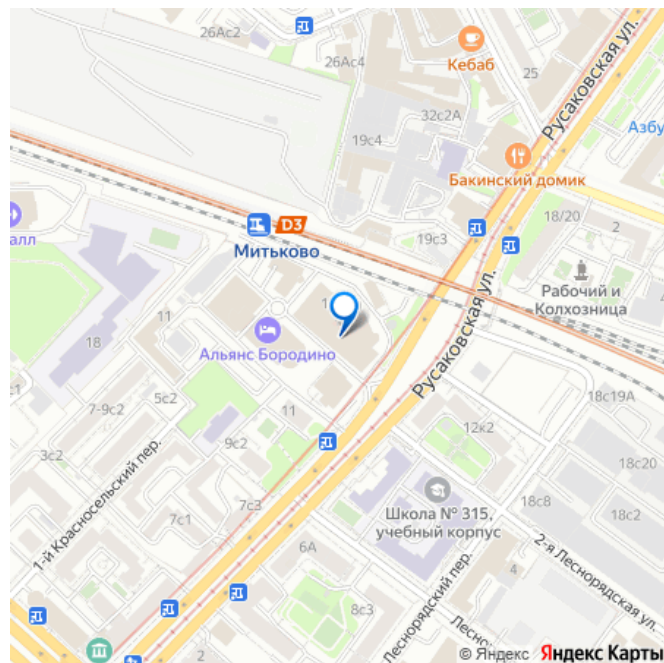 26Ас2
26Ас4
Кебаб
25
Русаковская ул.
32с2А
19с4
Азбу
Бакинский домик
алл
D3
Митьково
19с3
18/20
2
Рабочий и
Колхозница
11
18
Альянс Бородино
Русаковская ул.
5с2
7-9с2
3с2
11
9с2
12к2
18с19А
18с20
1-й Красносельский пер.
7с3
7с1
Школа № 315,
учебный корпус
18с8
18с2
6А
2-я Леснорядская ул.
4
8с3
Леснорядский пер.
© Яндекс Яндекс Карты